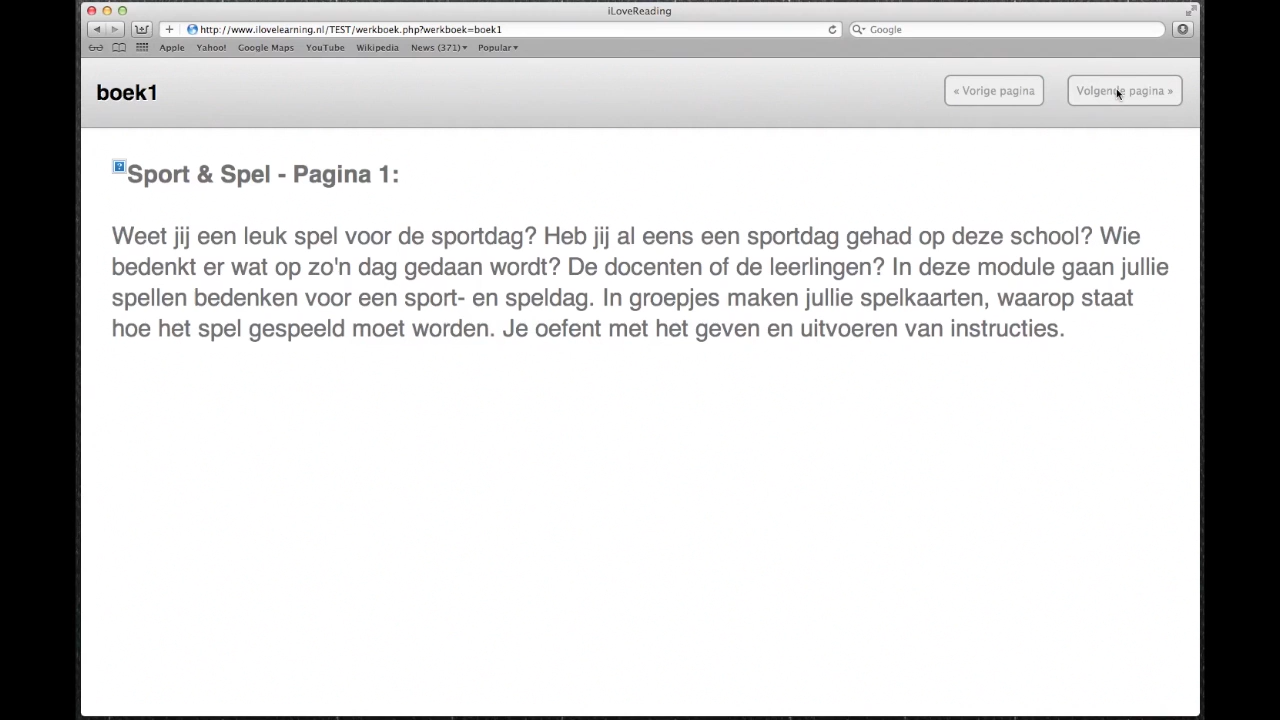 iLoveReading
http://www.ilovelearning.nl/TEST/werkboek.php?werkboek=boek1
Google
Apple Yahoo! Google Maps YouTube Wikipedia News (371) Popular
boek1
« Vorige pagina
Volgende pagina »
Sport & Spel - Pagina 1:
Weet jij een leuk spel voor de sportdag? Heb jij al eens een sportdag gehad op deze school? Wie
bedenkt er wat op zo'n dag gedaan wordt? De docenten of de leerlingen? In deze module gaan jullie
spellen bedenken voor een sport- en speldag. In groepjes maken jullie spelkaarten, waarop staat
hoe het spel gespeeld moet worden. Je oefent met het geven en uitvoeren van instructies.